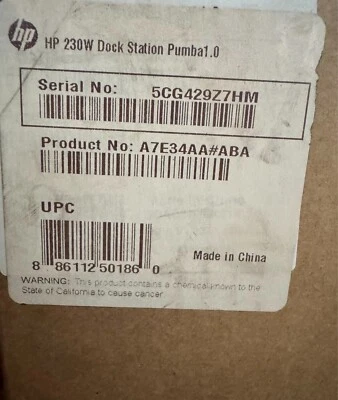 hp HP 230W Dock Station Pumba1.0
Serial No: 5CG429Z7HM
Product No: A7E34AA#ABA
UPC
8 86112 50186 0
Made in China
WARNING: This product contains a chemical known to the
State of California to cause cancer.